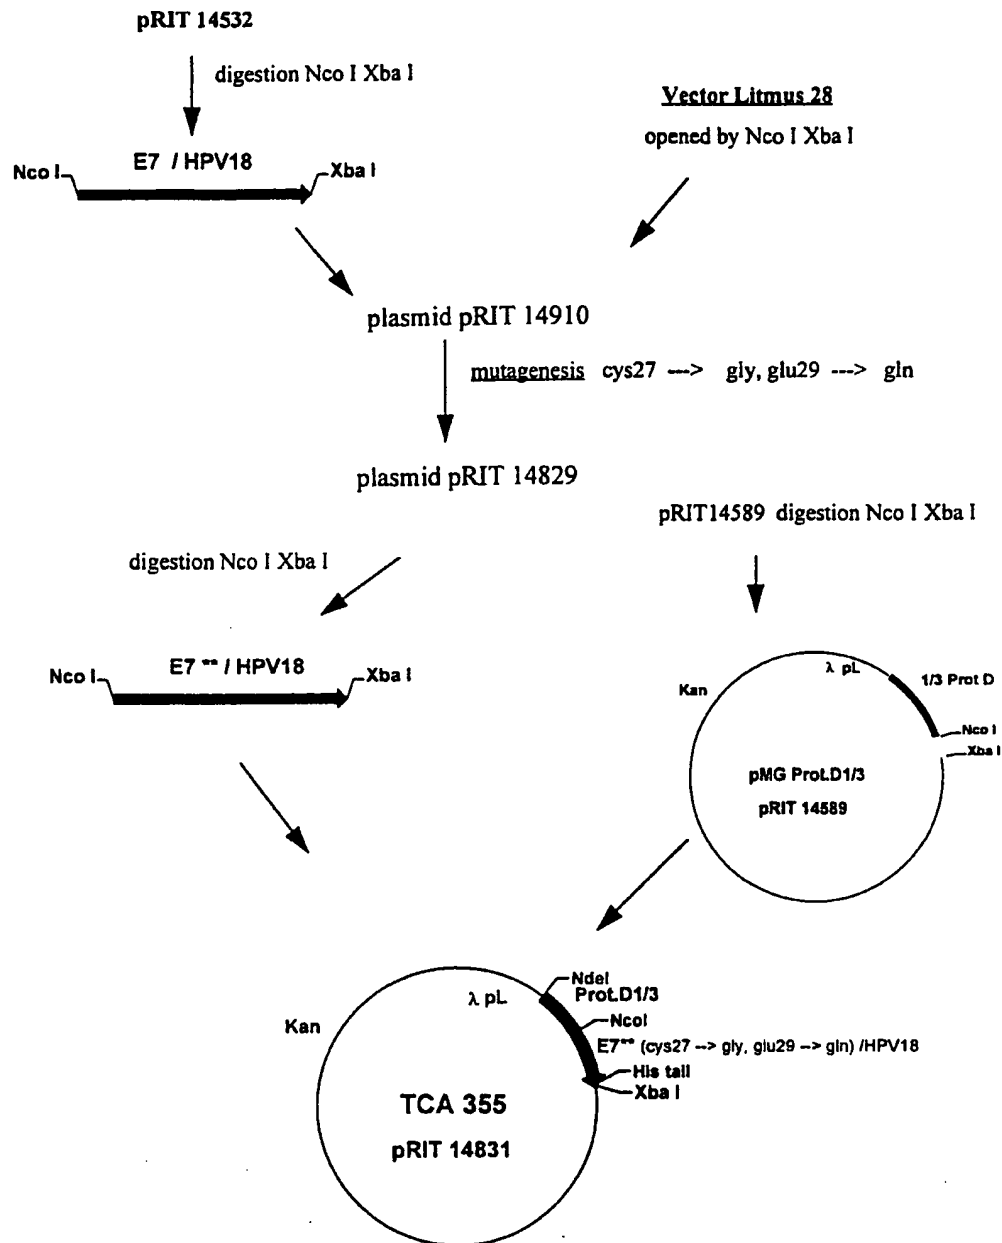 pRIT 14532
digestion Nco I Xba I
Vector Litmus 28
opened by Nco I Xba I
E7 / HPV18
Nco I
Xba I
plasmid pRIT 14910
mutagenesis cys27 ---> gly, glu29 ---> gln
plasmid pRIT 14829
pRIT14589 digestion Nco I Xba I
digestion Nco I Xba I
E7 ** / HPV18
Nco I
Xba I
λ pL
1/3 Prot D
Kan
Nco I
Xba I
pMG Prot.D1/3
pRIT 14589
NdeI
λ pL
Prot.D1/3
NcoI
Kan
E7** (cys27 --> gly, glu29 --> gln) /HPV18
His tail
Xba I
TCA 355
pRIT 14831